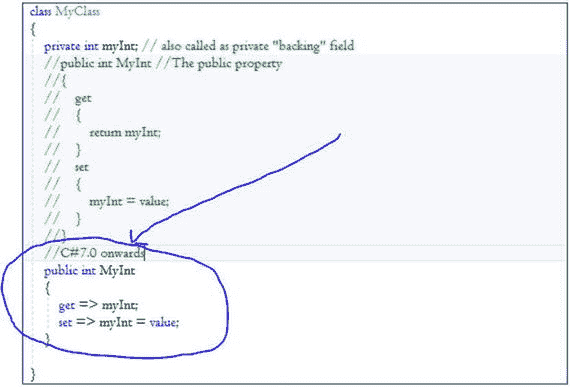 class MyClass
{
private int myInt; // also called as private "backing" field
//public int MyInt //The public property
//{
//    get
//    {
//        return myInt;
//    }
//    set
//    {
//        myInt = value;
//    }
//}
//C#7.0 onwards
public int MyInt
{
get => myInt;
set => myInt = value;
}
}